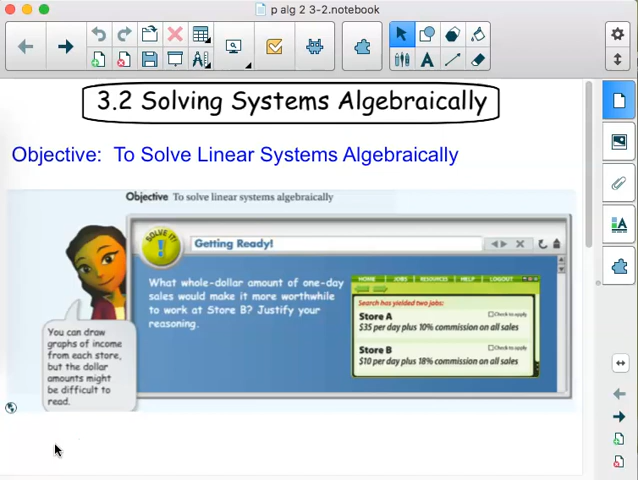 p alg 2 3-2.notebook
3.2 Solving Systems Algebraically
Objective: To Solve Linear Systems Algebraically
Objective To solve linear systems algebraically
SOLVE IT!
Getting Ready!
What whole-dollar amount of one-day
sales would make it more worthwhile
to work at Store B? Justify your
reasoning.
HOME JOBS RESOURCES HELP LOGOUT
Search has yielded two jobs:
Store A
Check to apply
$35 per day plus 10% commission on all sales
Store B
Check to apply
$10 per day plus 18% commission on all sales
You can draw
graphs of income
from each store,
but the dollar
amounts might
be difficult to
read.